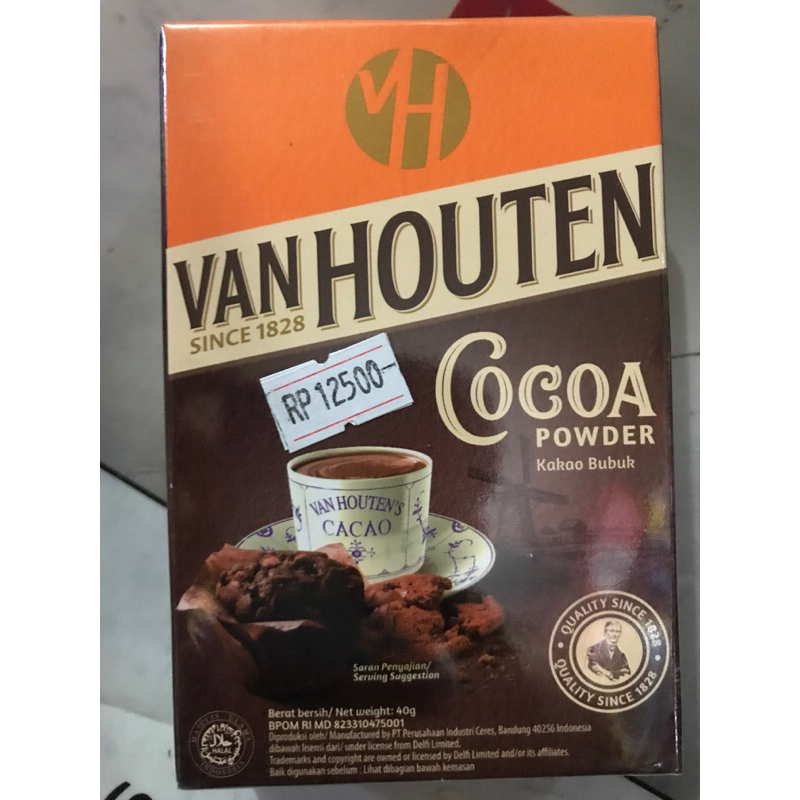 VH
VAN HOUTEN
SINCE 1828
RP 12500-
COCOA
POWDER
Kakao Bubuk
VAN HOUTEN'S
CACAO
QUALITY SINCE 1828
QUALITY SINCE 1828
Saran Penyajian/
Serving Suggestion
Berat bersih/ Net weight: 40g
BPOM RI MD 823310475001
Diproduksi oleh/ Manufactured by PT Perusahaan Industri Ceres, Bandung 40256 Indonesia
dibawah lisensi dari/ under license from Delfi Limited.
Trademarks and copyright are owned or licensed by Delfi Limited and/or its affiliates.
Baik digunakan sebelum : Lihat dibagian bawah kemasan
MAJELIS ULAMA
HALAL
INDONESIA